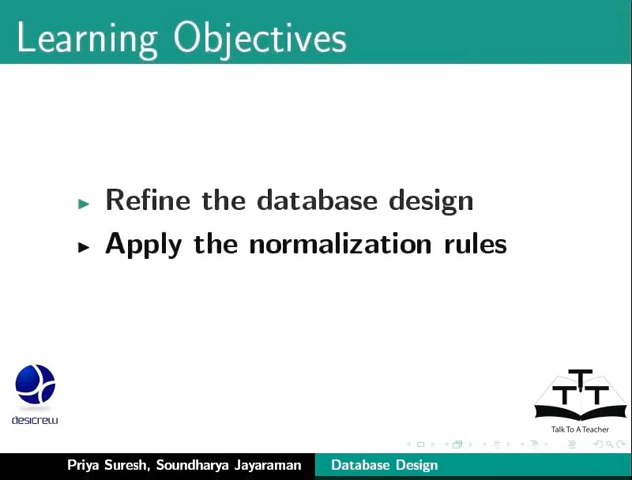 Learning Objectives
Refine the database design
Apply the normalization rules
desicrew
TTT
Talk To A Teacher
Priya Suresh, Soundharya Jayaraman Database Design